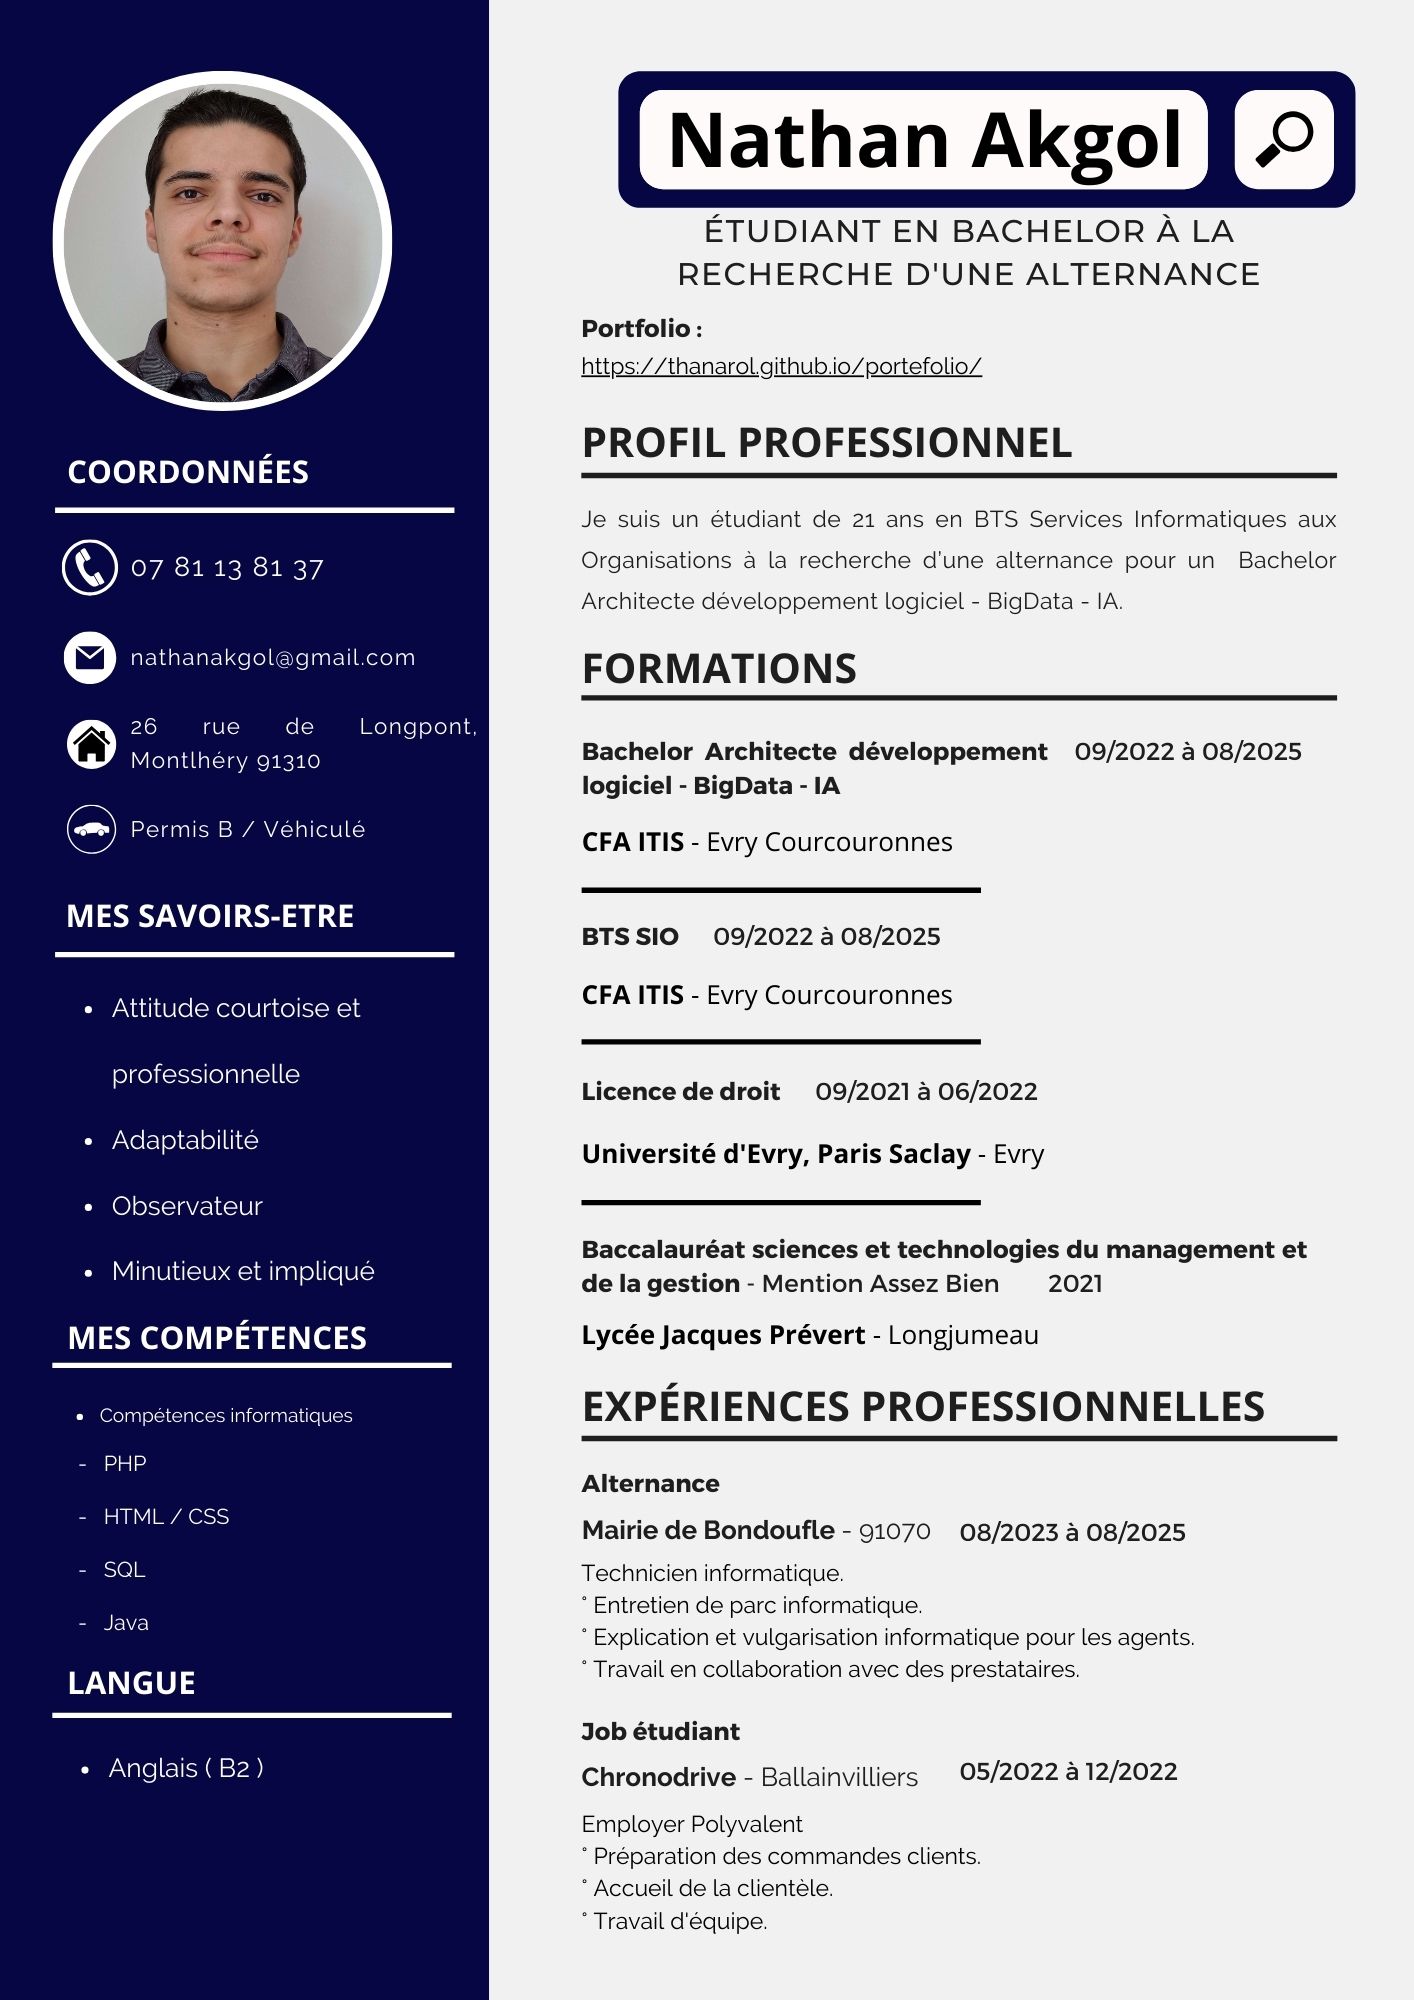 Nathan Akgol
ÉTUDIANT EN BACHELOR À LA
RECHERCHE D'UNE ALTERNANCE
Portfolio :
https://thanarol.github.io/portefolio/
COORDONNÉES
07 81 13 81 37
nathanakgol@gmail.com
26 rue de Longpont,
Montlhéry 91310
Permis B / Véhiculé
MES SAVOIRS-ETRE
• Attitude courtoise et
professionnelle
• Adaptabilité
• Observateur
• Minutieux et impliqué
MES COMPÉTENCES
• Compétences informatiques
- PHP
- HTML / CSS
- SQL
- Java
LANGUE
• Anglais ( B2 )
PROFIL PROFESSIONNEL
Je suis un étudiant de 21 ans en BTS Services Informatiques aux
Organisations à la recherche d'une alternance pour un Bachelor
Architecte développement logiciel - BigData - IA.
FORMATIONS
Bachelor Architecte développement 09/2022 à 08/2025
logiciel - BigData - IA
CFA ITIS - Evry Courcouronnes
BTS SIO 09/2022 à 08/2025
CFA ITIS - Evry Courcouronnes
Licence de droit 09/2021 à 06/2022
Université d'Evry, Paris Saclay - Evry
Baccalauréat sciences et technologies du management et
de la gestion - Mention Assez Bien 2021
Lycée Jacques Prévert - Longjumeau
EXPÉRIENCES PROFESSIONNELLES
Alternance
Mairie de Bondoufle - 91070 08/2023 à 08/2025
Technicien informatique.
° Entretien de parc informatique.
° Explication et vulgarisation informatique pour les agents.
° Travail en collaboration avec des prestataires.
Job étudiant
Chronodrive - Ballainvilliers 05/2022 à 12/2022
Employer Polyvalent
° Préparation des commandes clients.
° Accueil de la clientèle.
° Travail d'équipe.